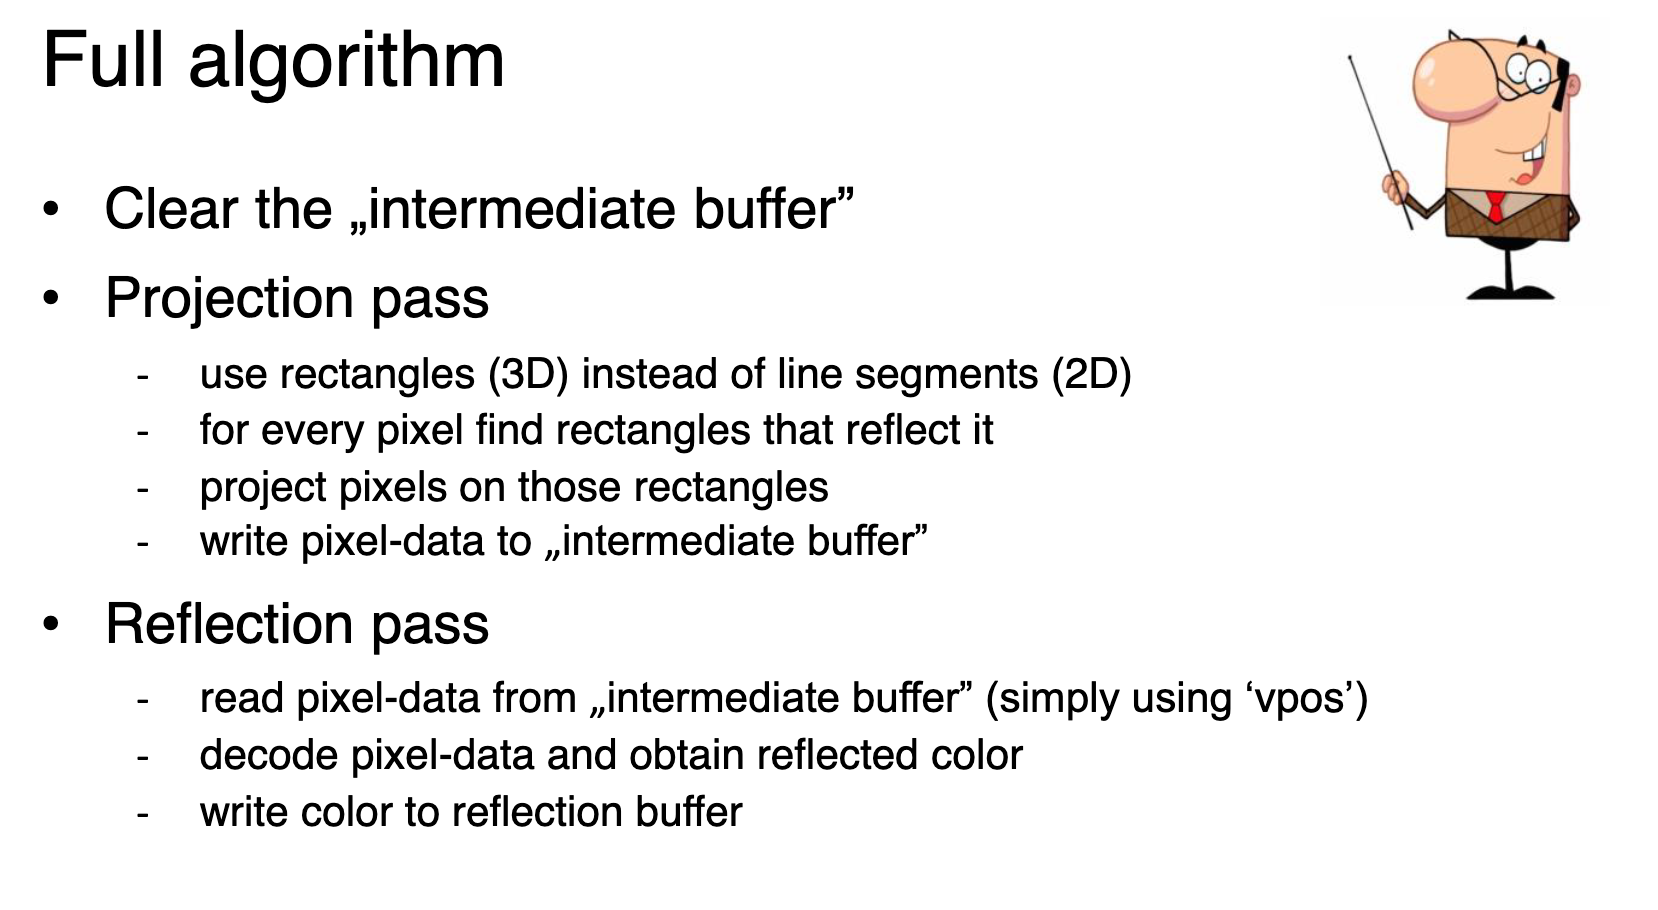 Full algorithm
• Clear the „intermediate buffer”
• Projection pass
- use rectangles (3D) instead of line segments (2D)
- for every pixel find rectangles that reflect it
- project pixels on those rectangles
- write pixel-data to „intermediate buffer”
• Reflection pass
- read pixel-data from „intermediate buffer” (simply using ‘vpos’)
- decode pixel-data and obtain reflected color
- write color to reflection buffer